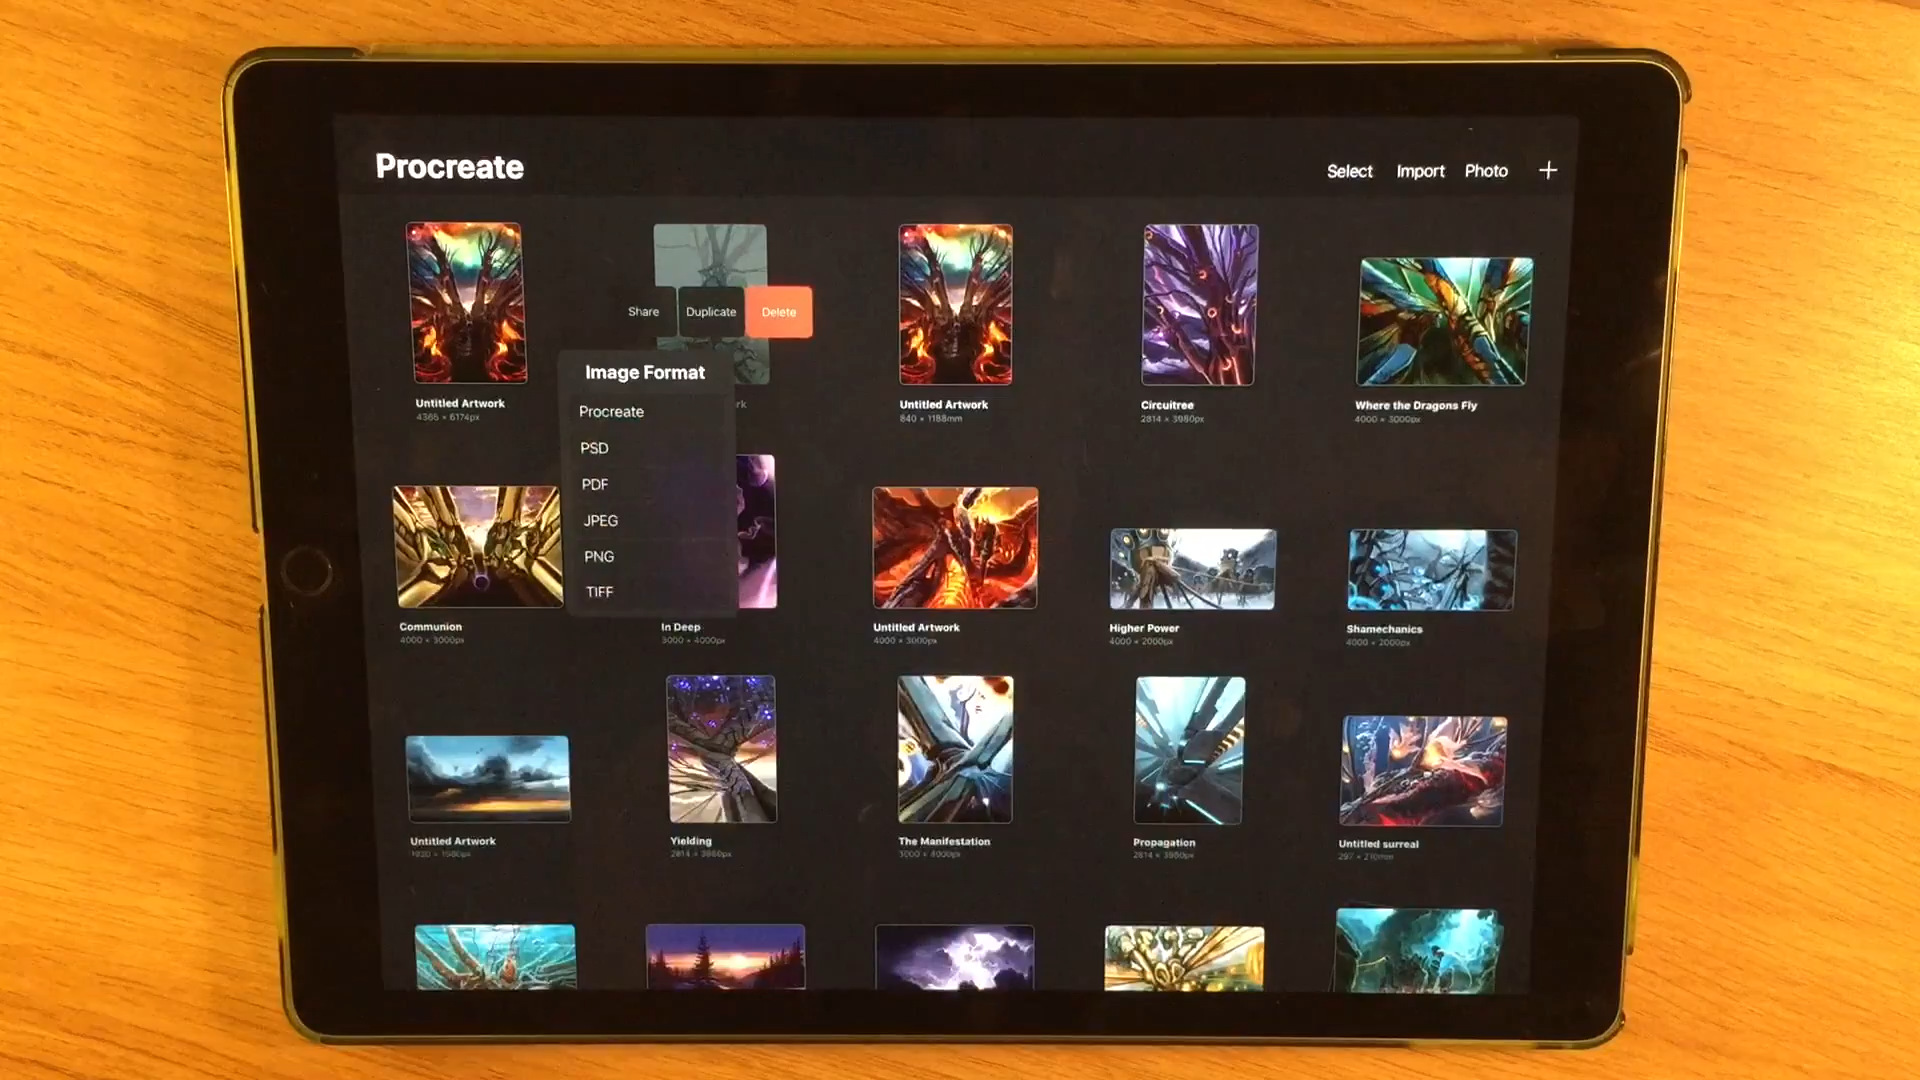 Procreate
Select Import Photo +
Share Duplicate Delete
Image Format
Procreate
PSD
PDF
JPEG
PNG
TIFF
Untitled Artwork
4365 × 6174px
rk
Untitled Artwork
840 × 1188mm
Circuitree
2814 × 3980px
Where the Dragons Fly
4000 × 3000px
Communion
4000 × 3000px
In Deep
3000 × 4000px
Untitled Artwork
4000 × 3000px
Higher Power
4000 × 2000px
Shamechanics
4000 × 2000px
Untitled Artwork
Yielding
2814 × 3980px
The Manifestation
3000 × 4000px
Propagation
2814 × 3980px
Untitled surreal
297 × 210mm